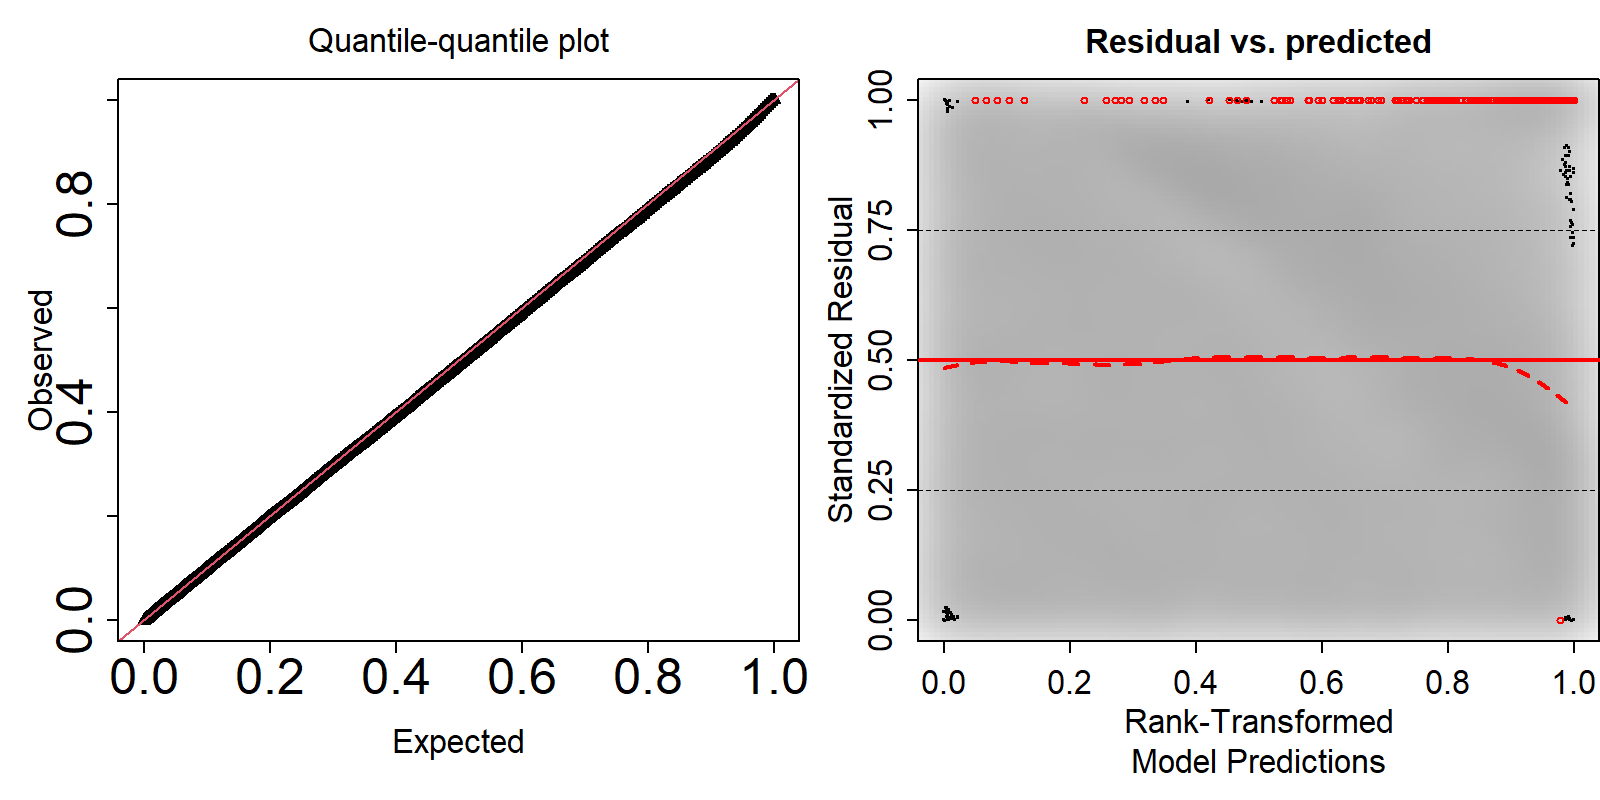 Quantile-quantile plot
Observed
0.8
0.4
0.0
0.0 0.2 0.4 0.6 0.8 1.0
Expected
Residual vs. predicted
Standardized Residual
1.00
0.75
0.50
0.25
0.00
0.0 0.2 0.4 0.6 0.8 1.0
Rank-Transformed
Model Predictions